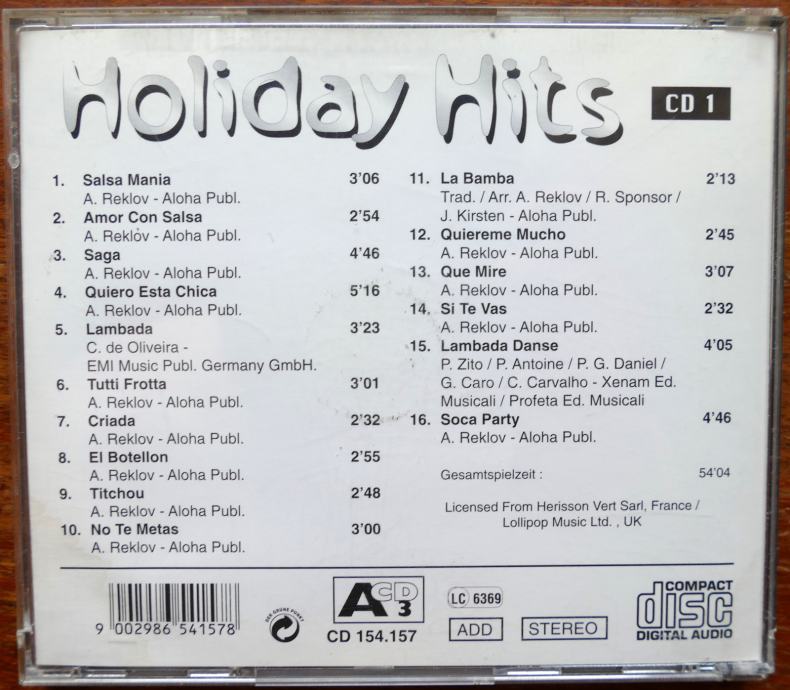 Holiday Hits
CD 1
1. Salsa Mania 3'06
A. Reklov - Aloha Publ.
2. Amor Con Salsa 2'54
A. Reklov - Aloha Publ.
3. Saga 4'46
A. Reklov - Aloha Publ.
4. Quiero Esta Chica 5'16
A. Reklov - Aloha Publ.
5. Lambada 3'23
C. de Oliveira -
EMI Music Publ. Germany GmbH.
6. Tutti Frotta 3'01
A. Reklov - Aloha Publ.
7. Criada 2'32
A. Reklov - Aloha Publ.
8. El Botellon 2'55
A. Reklov - Aloha Publ.
9. Titchou 2'48
A. Reklov - Aloha Publ.
10. No Te Metas 3'00
A. Reklov - Aloha Publ.
11. La Bamba 2'13
Trad. / Arr. A. Reklov / R. Sponsor /
J. Kirsten - Aloha Publ.
12. Quiereme Mucho 2'45
A. Reklov - Aloha Publ.
13. Que Mire 3'07
A. Reklov - Aloha Publ.
14. Si Te Vas 2'32
A. Reklov - Aloha Publ.
15. Lambada Danse 4'05
P. Zito / P. Antoine / P. G. Daniel /
G. Caro / C. Carvalho - Xenam Ed.
Musicali / Profeta Ed. Musicali
16. Soca Party 4'46
A. Reklov - Aloha Publ.
Gesamtspielzeit : 54'04
Licensed From Herisson Vert Sarl, France /
Lollipop Music Ltd. , UK
9 002986 541578
DER GRÜNE PUNKT
ACD
3
CD 154.157
LC 6369
ADD
STEREO
COMPACT
disc
DIGITAL AUDIO